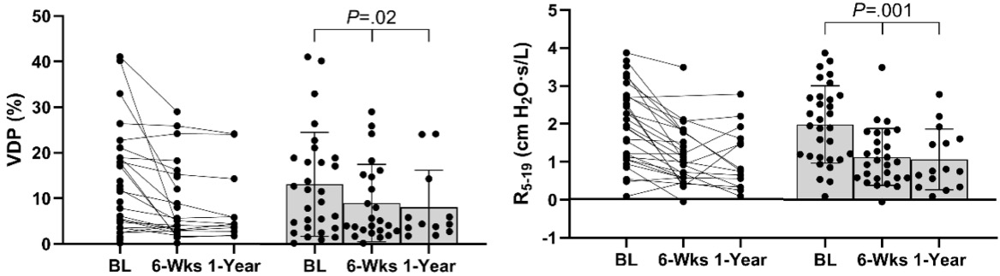 VDP (%)
50
40
30
20
10
0
P=.02
BL 6-Wks 1-Year BL 6-Wks 1-Year
R5-19 (cm H2O·s/L)
5
4
3
2
1
0
-1
P=.001
BL 6-Wks 1-Year BL 6-Wks 1-Year